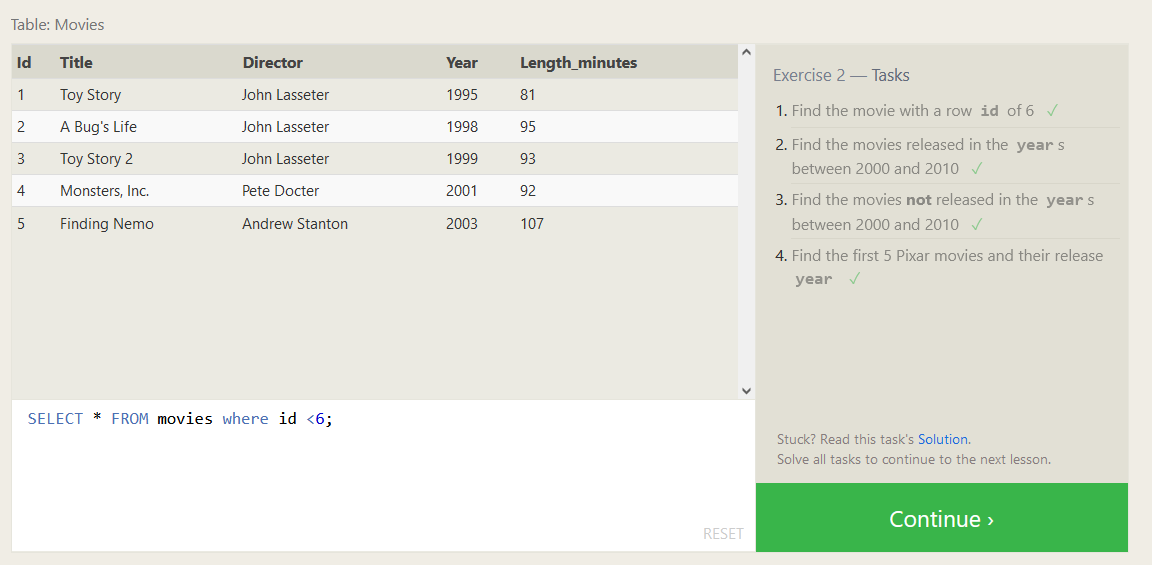 Table: Movies
Id Title Director Year Length_minutes
1 Toy Story John Lasseter 1995 81
2 A Bug's Life John Lasseter 1998 95
3 Toy Story 2 John Lasseter 1999 93
4 Monsters, Inc. Pete Docter 2001 92
5 Finding Nemo Andrew Stanton 2003 107
SELECT * FROM movies where id <6;
RESET
Exercise 2 — Tasks
1. Find the movie with a row id of 6 ✓
2. Find the movies released in the year s
between 2000 and 2010 ✓
3. Find the movies not released in the year s
between 2000 and 2010 ✓
4. Find the first 5 Pixar movies and their release
year ✓
Stuck? Read this task's Solution.
Solve all tasks to continue to the next lesson.
Continue ›